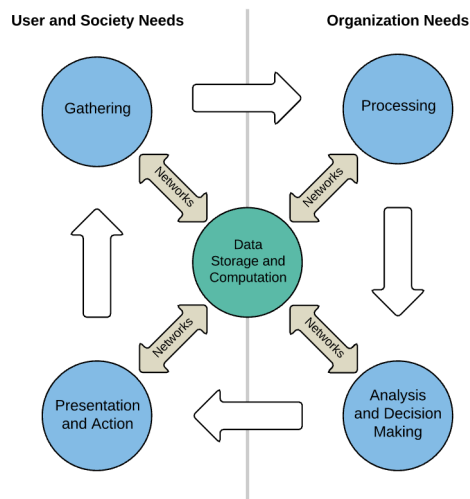 User and Society Needs
Organization Needs
Gathering
Processing
Networks
Networks
Data
Storage and
Computation
Networks
Networks
Presentation
and Action
Analysis
and Decision
Making